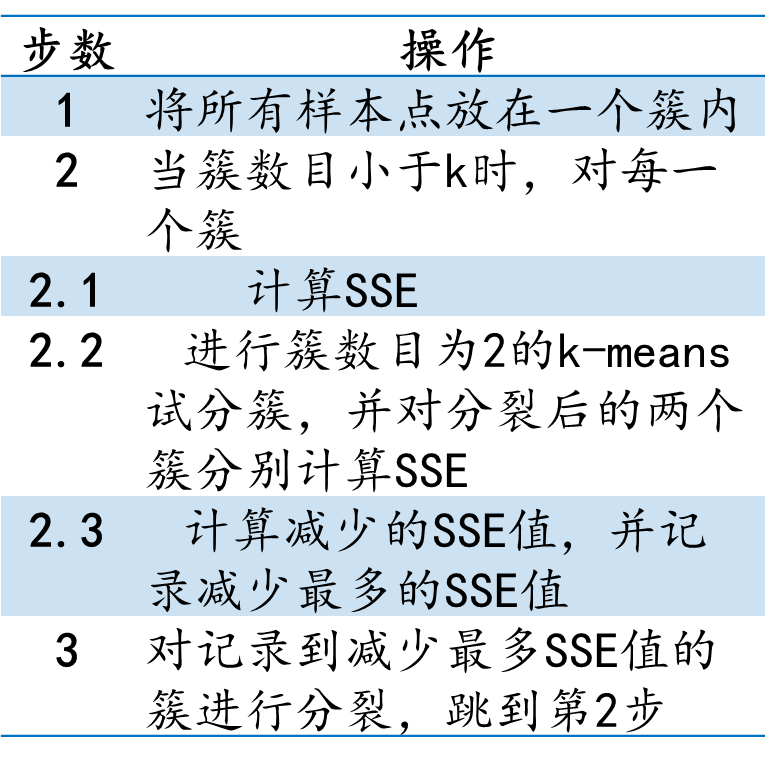 步数 操作
1 将所有样本点放在一个簇内
2 当簇数目小于k时，对每一
个簇
2.1 计算SSE
2.2 进行簇数目为2的k-means
试分簇，并对分裂后的两个
簇分别计算SSE
2.3 计算减少的SSE值，并记
录减少最多的SSE值
3 对记录到减少最多SSE值的
簇进行分裂，跳到第2步